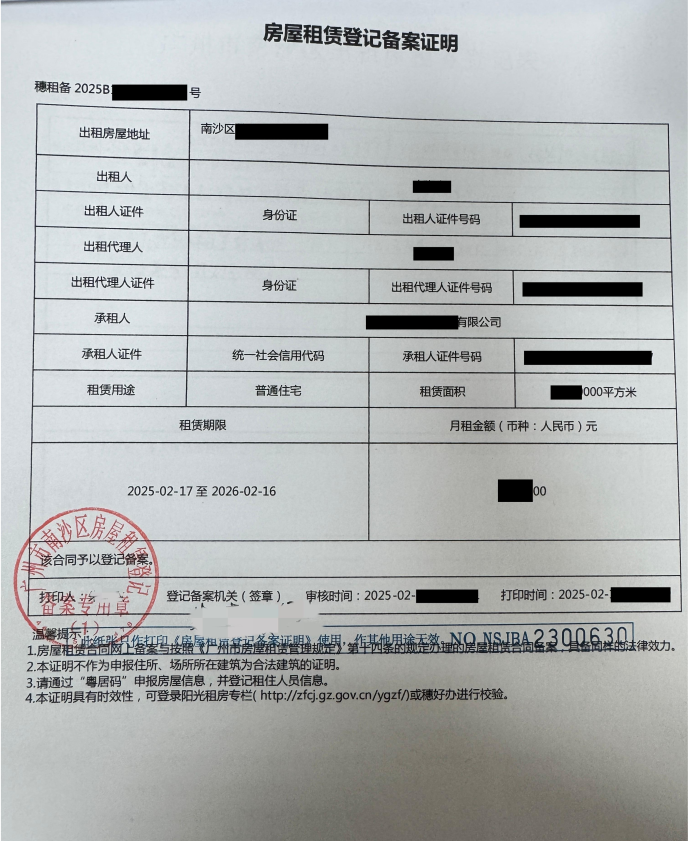 房屋租赁登记备案证明
穗租备 2025B 号
出租房屋地址 南沙区
出租人
出租人证件 身份证 出租人证件号码
出租代理人
出租代理人证件 身份证 出租代理人证件号码
承租人 有限公司
承租人证件 统一社会信用代码 承租人证件号码
租赁用途 普通住宅 租赁面积 000平方米
租赁期限 月租金额（币种：人民币）元
2025-02-17 至 2026-02-16 00
该合同予以登记备案。
广州市南沙区房屋租赁登记
备案专用章
(1)
打印人： 登记备案机关（签章） 审核时间：2025-02- 打印时间：2025-02-
温馨提示
此纸张只作打印《房屋租赁登记备案证明》使用，作其他用途无效 NO.NSJBA2300630
1.房屋租赁合同网上备案与按照《广州市房屋租赁管理规定》第十四条的规定办理的房屋租赁合同备案，具备同样的法律效力。
2.本证明不作为申报住所、场所所在建筑为合法建筑的证明。
3.请通过“粤居码”申报房屋信息，并登记租住人员信息。
4.本证明具有时效性，可登录阳光租房专栏( http://zfcj.gz.gov.cn/ygzf/)或穗好办进行校验。